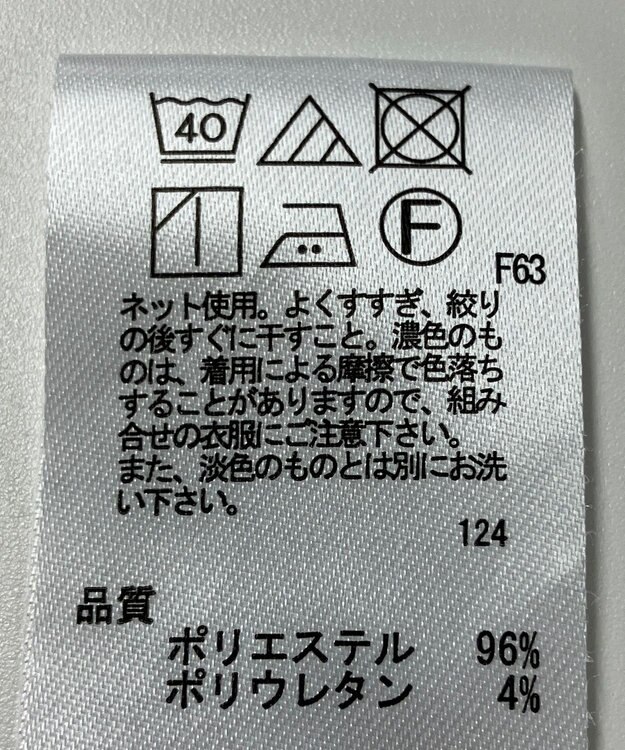 40
F
F63
ネット使用。よくすすぎ、絞り
の後すぐに干すこと。濃色のも
のは、着用による摩擦で色落ち
することがありますので、組み
合せの衣服にご注意下さい。
また、淡色のものとは別にお洗
い下さい。
124
品質
ポリエステル 96%
ポリウレタン 4%